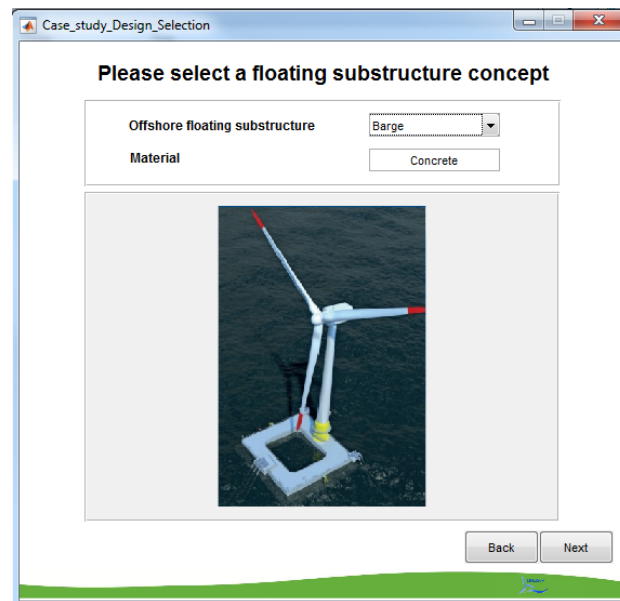 Case_study_Design_Selection
Please select a floating substructure concept
Offshore floating substructure Barge
Material Concrete
Back Next